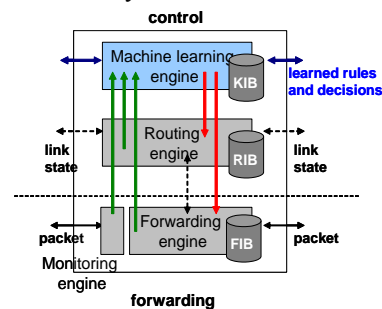 control
Machine learning
engine
KIB
learned rules
and decisions
Routing
engine
RIB
link
state
link
state
Forwarding
engine
FIB
packet
packet
Monitoring
engine
forwarding